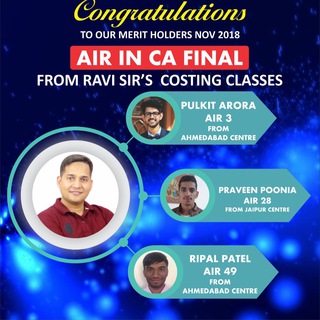 Congratulations
TO OUR MERIT HOLDERS NOV 2018
AIR IN CA FINAL
FROM RAVI SIR'S COSTING CLASSES
PULKIT ARORA
AIR 3
FROM
AHMEDABAD CENTRE
PRAVEEN POONIA
AIR 28
FROM JAIPUR CENTRE
RIPAL PATEL
AIR 49
FROM
AHMEDABAD CENTRE